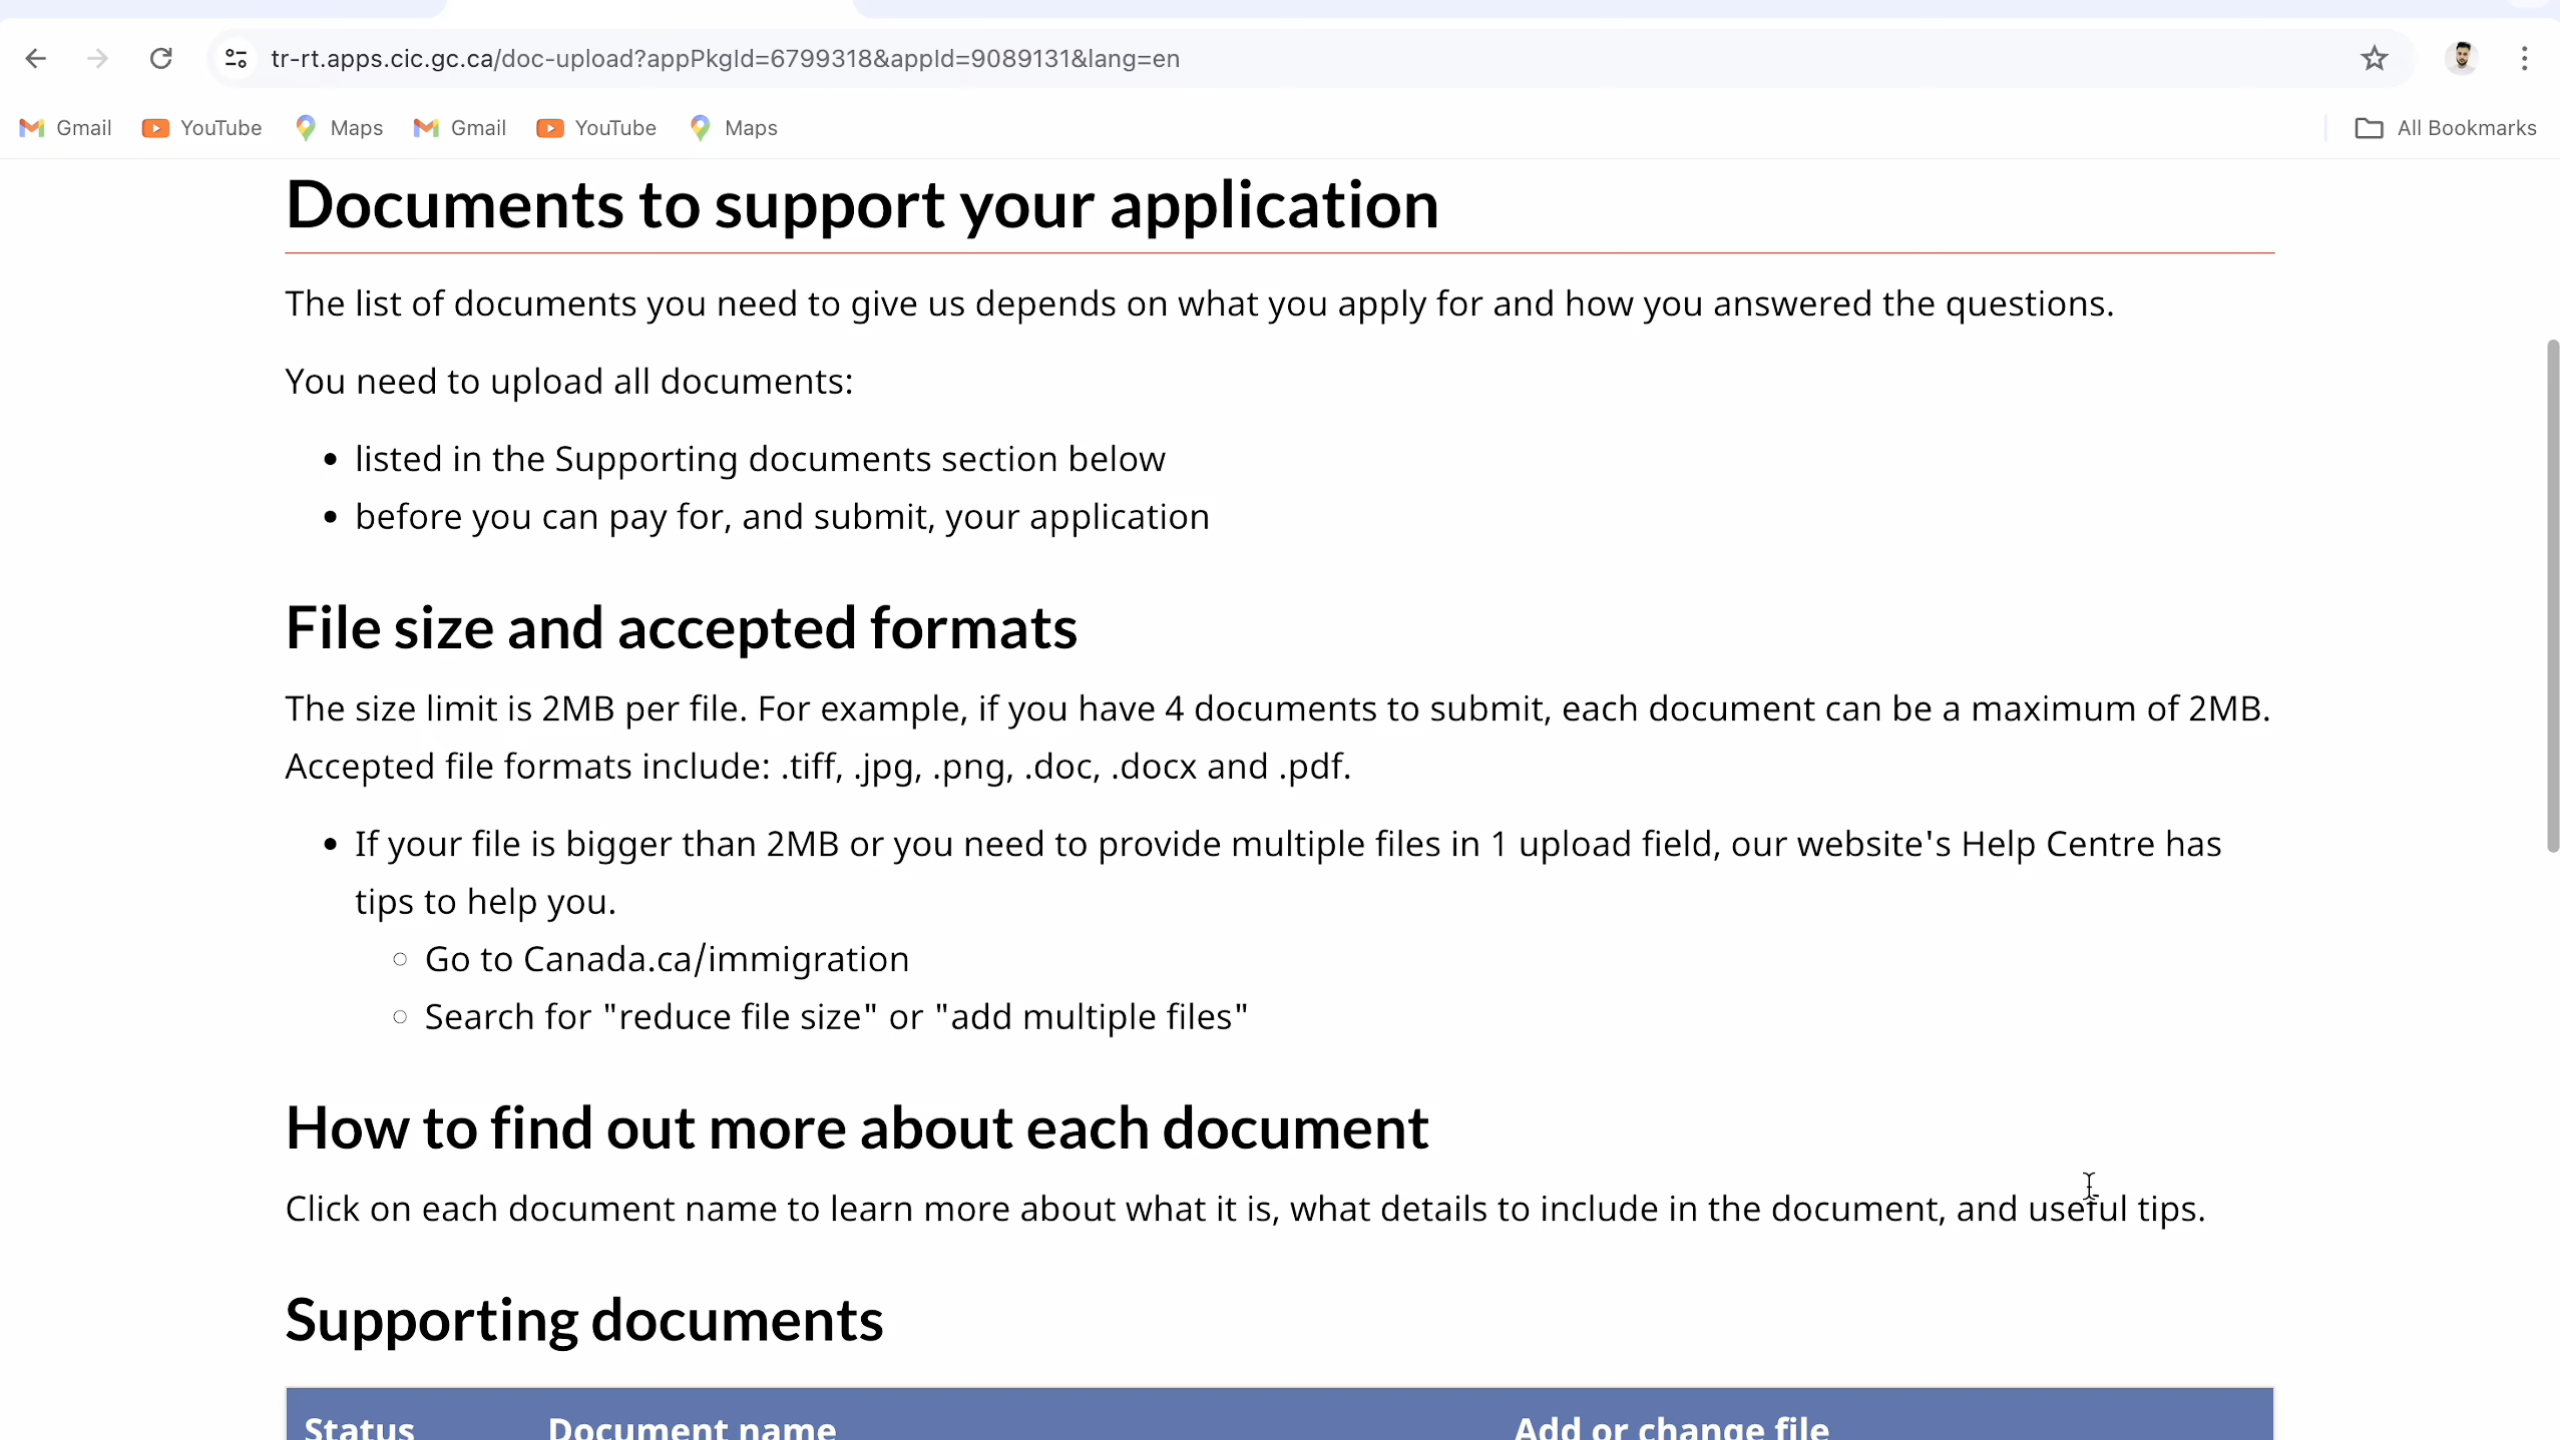 tr-rt.apps.cic.gc.ca/doc-upload?appPkgId=6799318&appId=9089131&lang=en
Gmail YouTube Maps Gmail YouTube Maps All Bookmarks
Documents to support your application
The list of documents you need to give us depends on what you apply for and how you answered the questions.
You need to upload all documents:
• listed in the Supporting documents section below
• before you can pay for, and submit, your application
File size and accepted formats
The size limit is 2MB per file. For example, if you have 4 documents to submit, each document can be a maximum of 2MB.
Accepted file formats include: .tiff, .jpg, .png, .doc, .docx and .pdf.
• If your file is bigger than 2MB or you need to provide multiple files in 1 upload field, our website's Help Centre has
tips to help you.
○ Go to Canada.ca/immigration
○ Search for "reduce file size" or "add multiple files"
How to find out more about each document
Click on each document name to learn more about what it is, what details to include in the document, and useful tips.
Supporting documents
Status Document name Add or change file